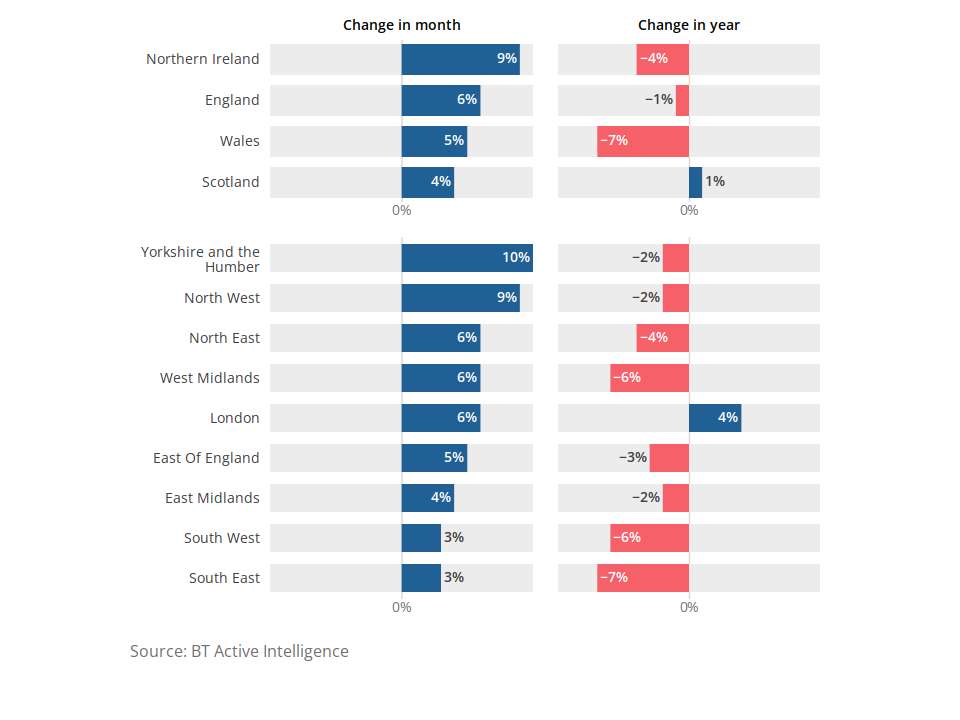 Change in month Change in year
Northern Ireland 9% −4%
England 6% −1%
Wales 5% −7%
Scotland 4% 1%
0% 0%
Yorkshire and the
Humber 10% −2%
North West 9% −2%
North East 6% −4%
West Midlands 6% −6%
London 6% 4%
East Of England 5% −3%
East Midlands 4% −2%
South West 3% −6%
South East 3% −7%
0% 0%
Source: BT Active Intelligence